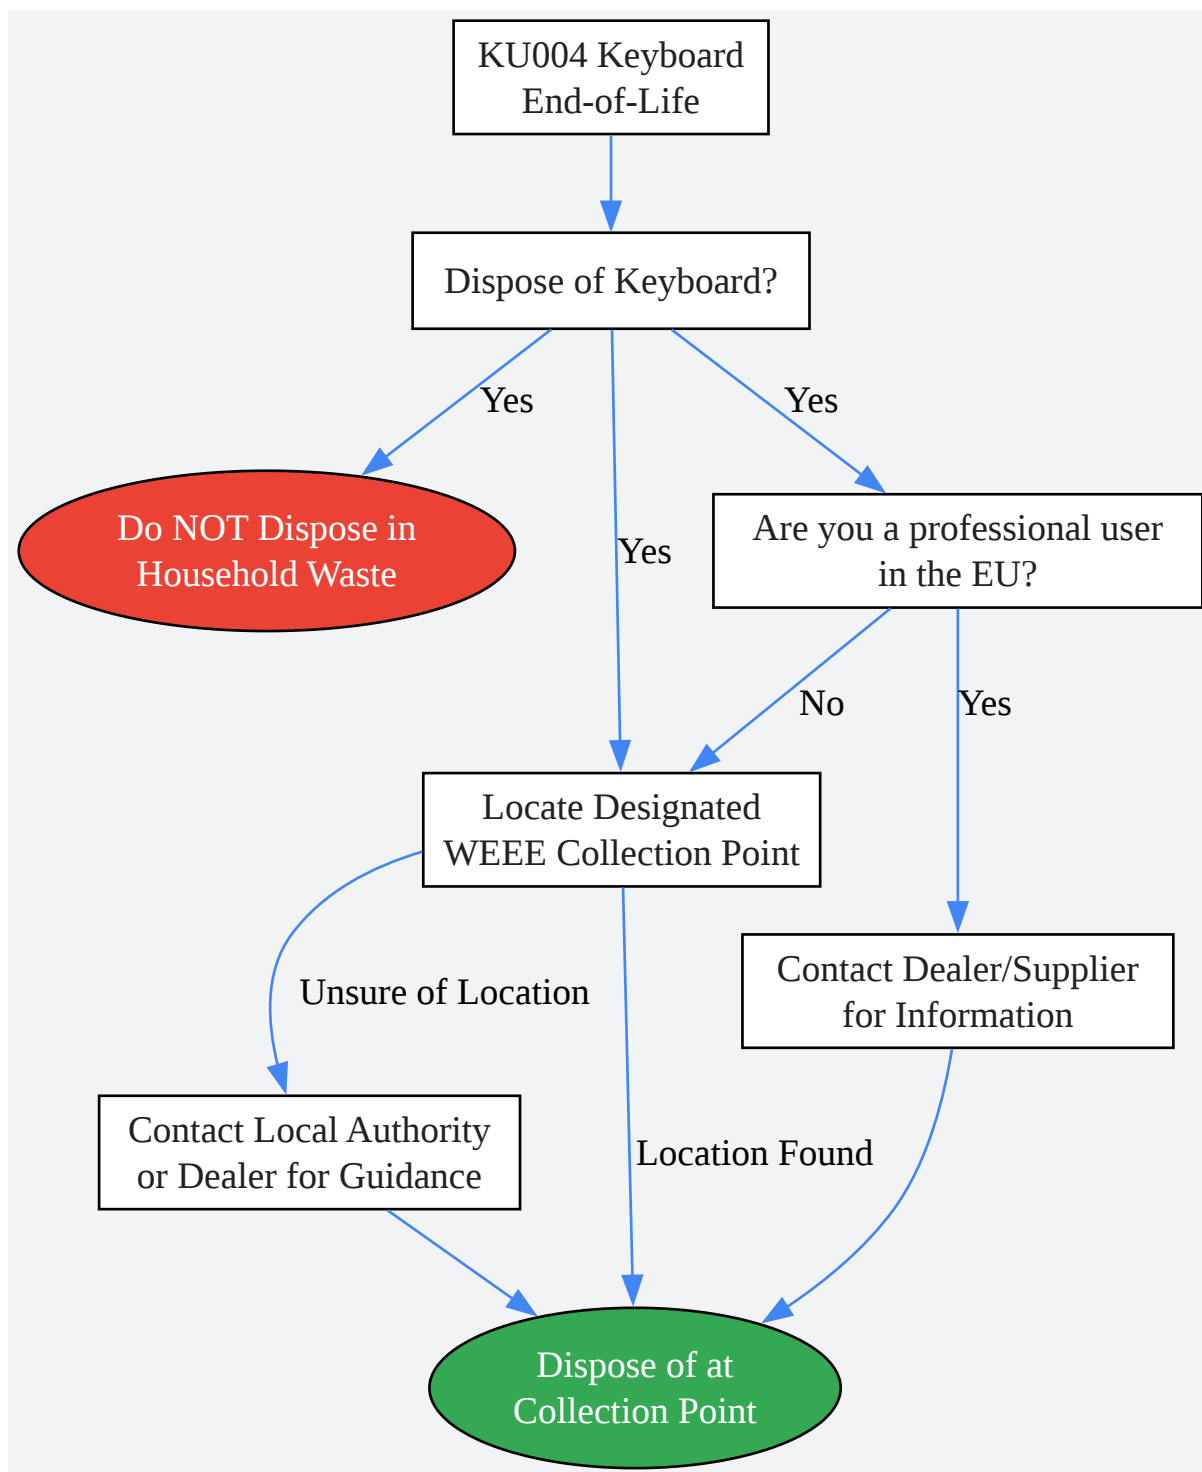 KU004 Keyboard
End-of-Life
Dispose of Keyboard?
Yes
Yes
Do NOT Dispose in
Household Waste
Yes
Are you a professional user
in the EU?
No
Yes
Locate Designated
WEEE Collection Point
Unsure of Location
Contact Dealer/Supplier
for Information
Contact Local Authority
or Dealer for Guidance
Location Found
Dispose of at
Collection Point